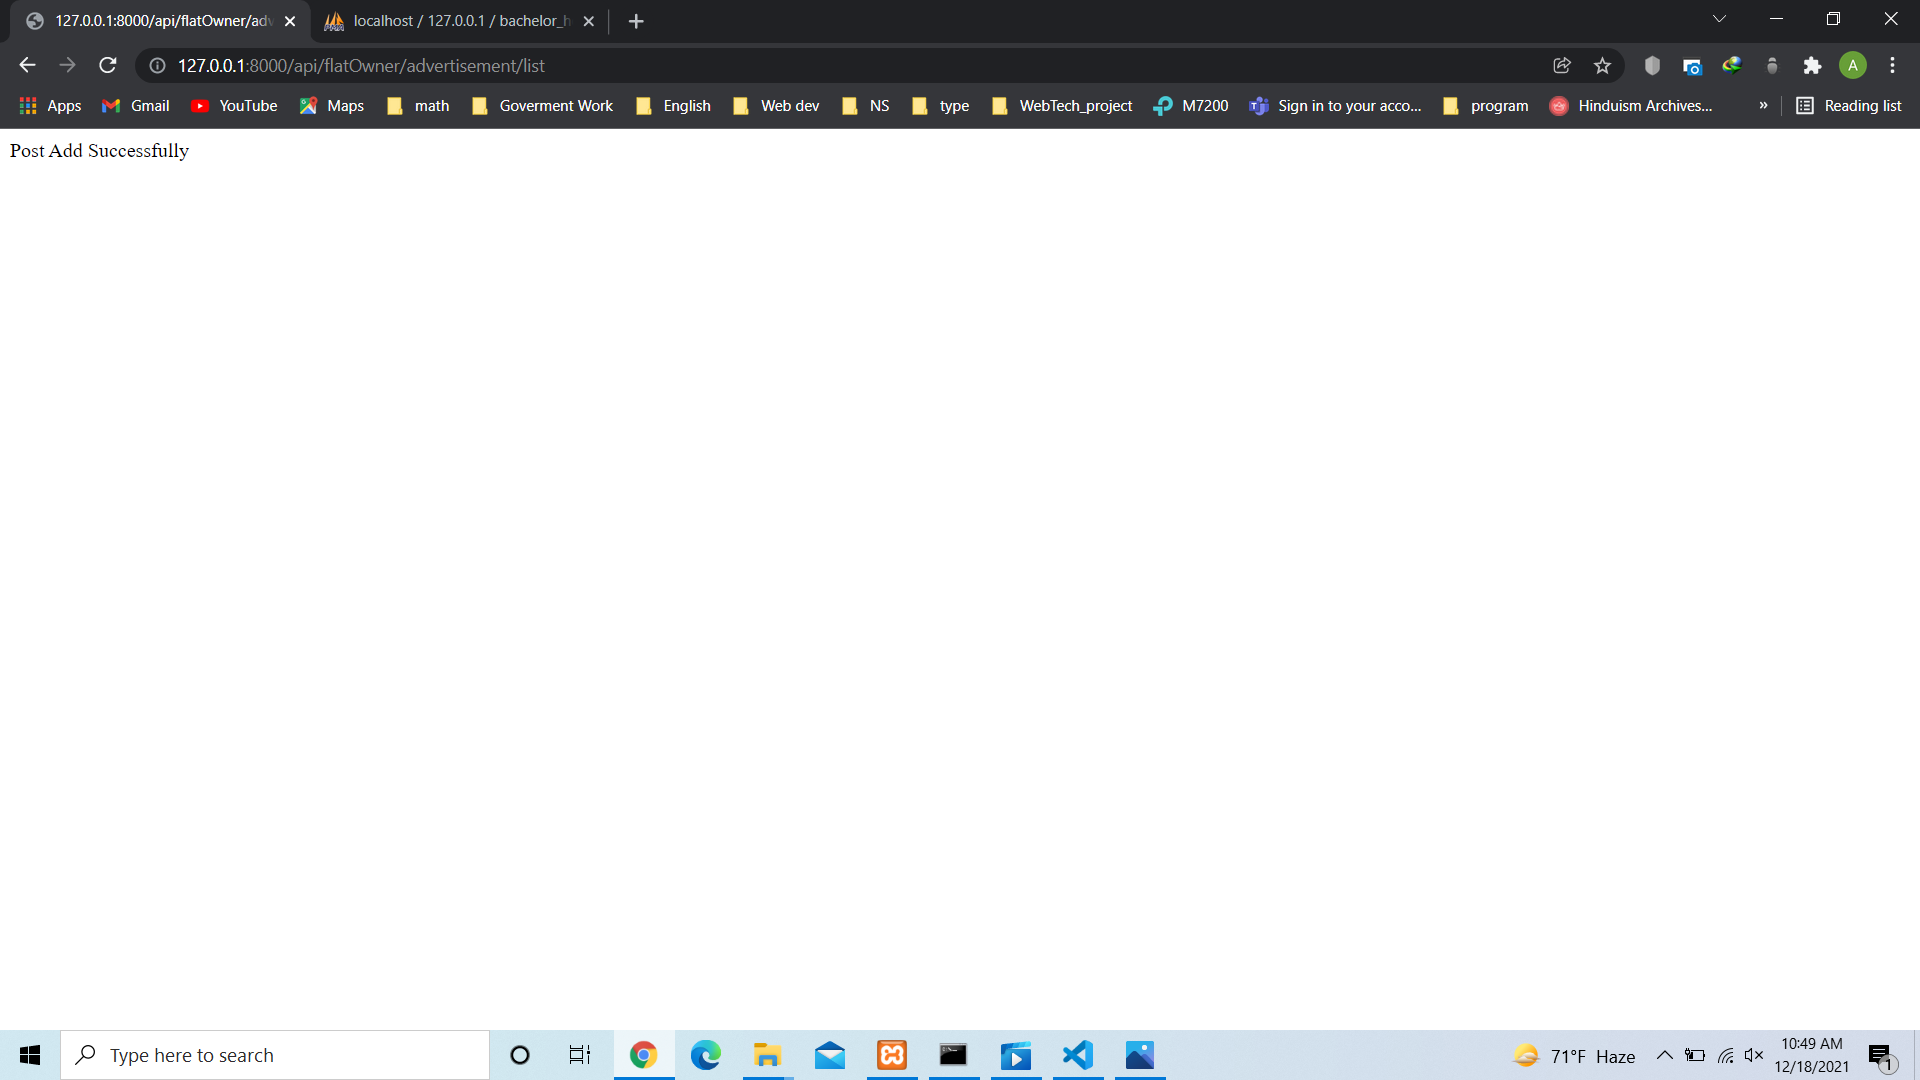 127.0.0.1:8000/api/flatOwner/adv
localhost / 127.0.0.1 / bachelor_h
127.0.0.1:8000/api/flatOwner/advertisement/list
A
Apps Gmail YouTube Maps math Goverment Work English Web dev NS type WebTech_project M7200 Sign in to your acco... program Hinduism Archives... » Reading list
Post Add Successfully
Type here to search
71°F Haze
10:49 AM
12/18/2021
1